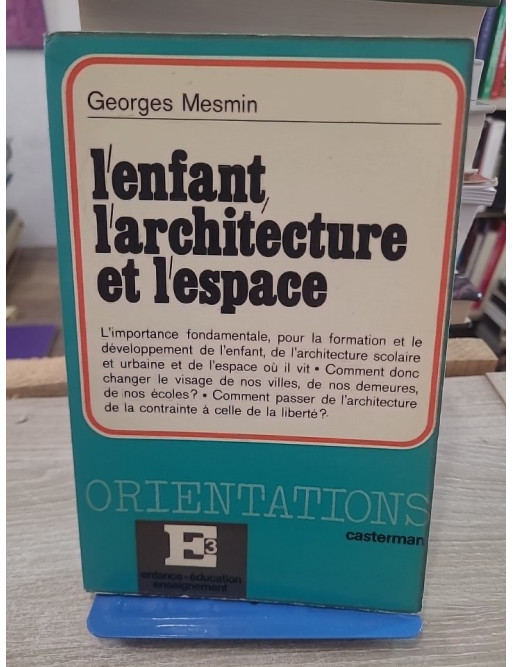 Georges Mesmin
l'enfant,
l'architecture
et l'espace
L'importance fondamentale, pour la formation et le
développement de l'enfant, de l'architecture scolaire
et urbaine et de l'espace où il vit • Comment donc
changer le visage de nos villes, de nos demeures,
de nos écoles? • Comment passer de l'architecture
de la contrainte à celle de la liberté?
ORIENTATIONS
casterman
E3
enfance-éducation
enseignement